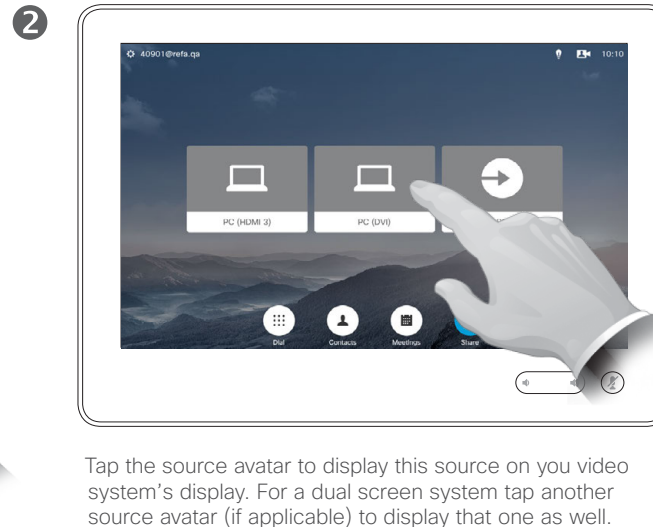 2
40901@refa.qa
10:10
PC (HDMI 3)
PC (DVI)
Dial
Contacts
Meetings
Share
Tap the source avatar to display this source on you video
system's display. For a dual screen system tap another
source avatar (if applicable) to display that one as well.